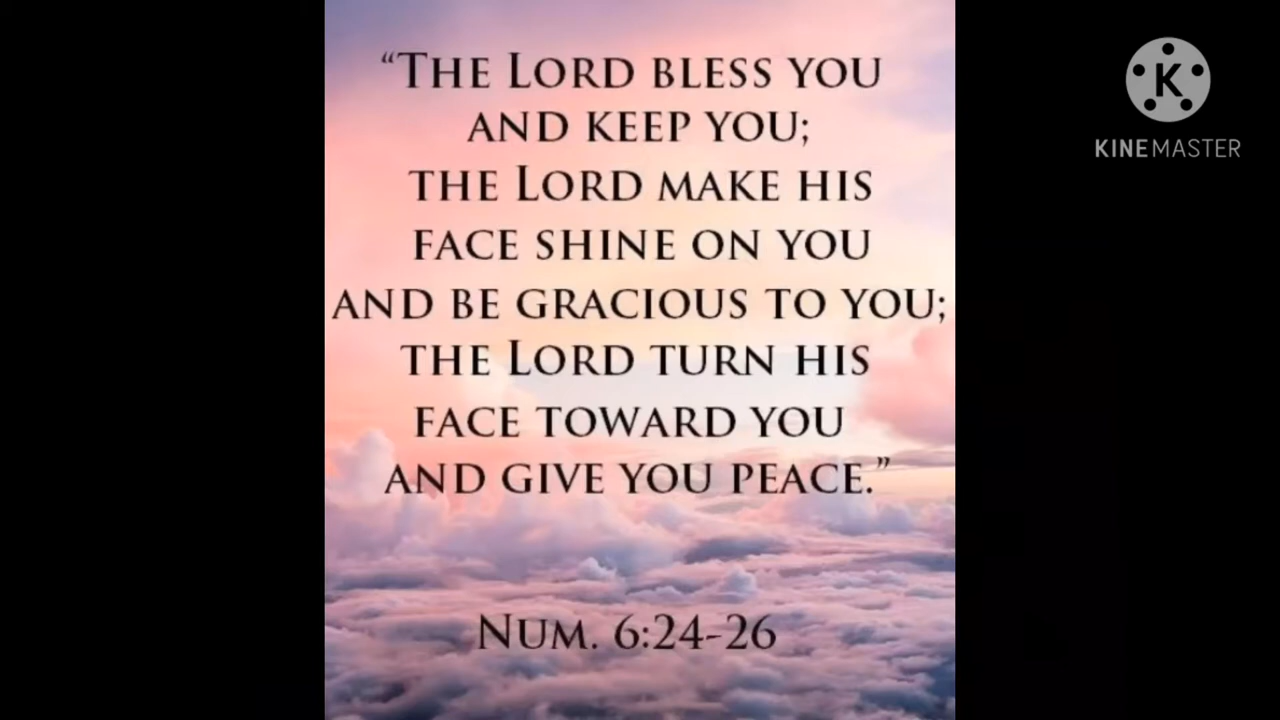 “The Lord bless you
and keep you;
the Lord make his
face shine on you
and be gracious to you;
the Lord turn his
face toward you
and give you peace.”
Num. 6:24-26
KINEMASTER